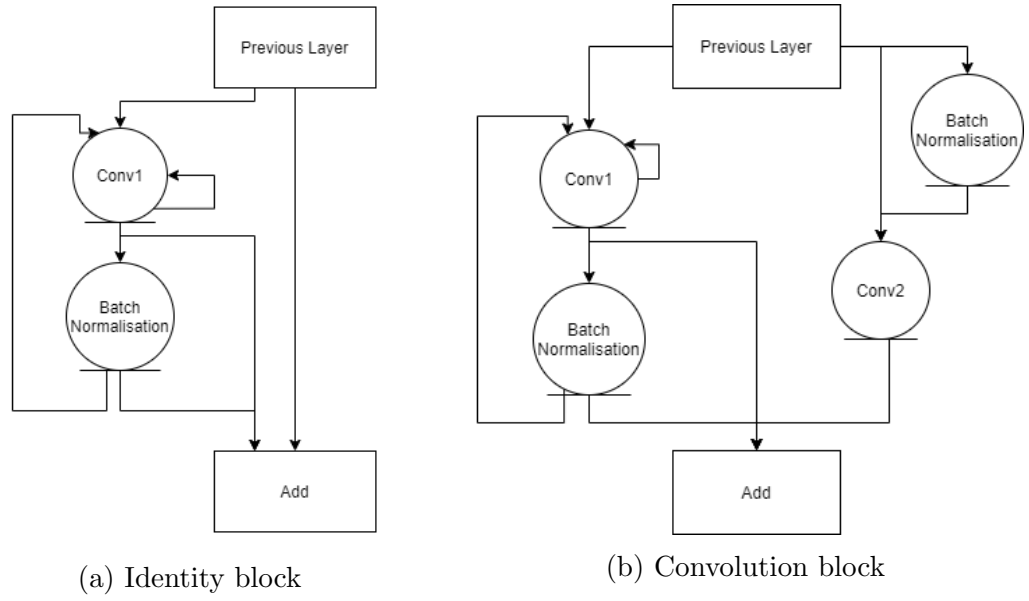 Previous Layer
Conv1
Batch
Normalisation
Add
(a) Identity block
Previous Layer
Batch
Normalisation
Conv1
Conv2
Batch
Normalisation
Add
(b) Convolution block